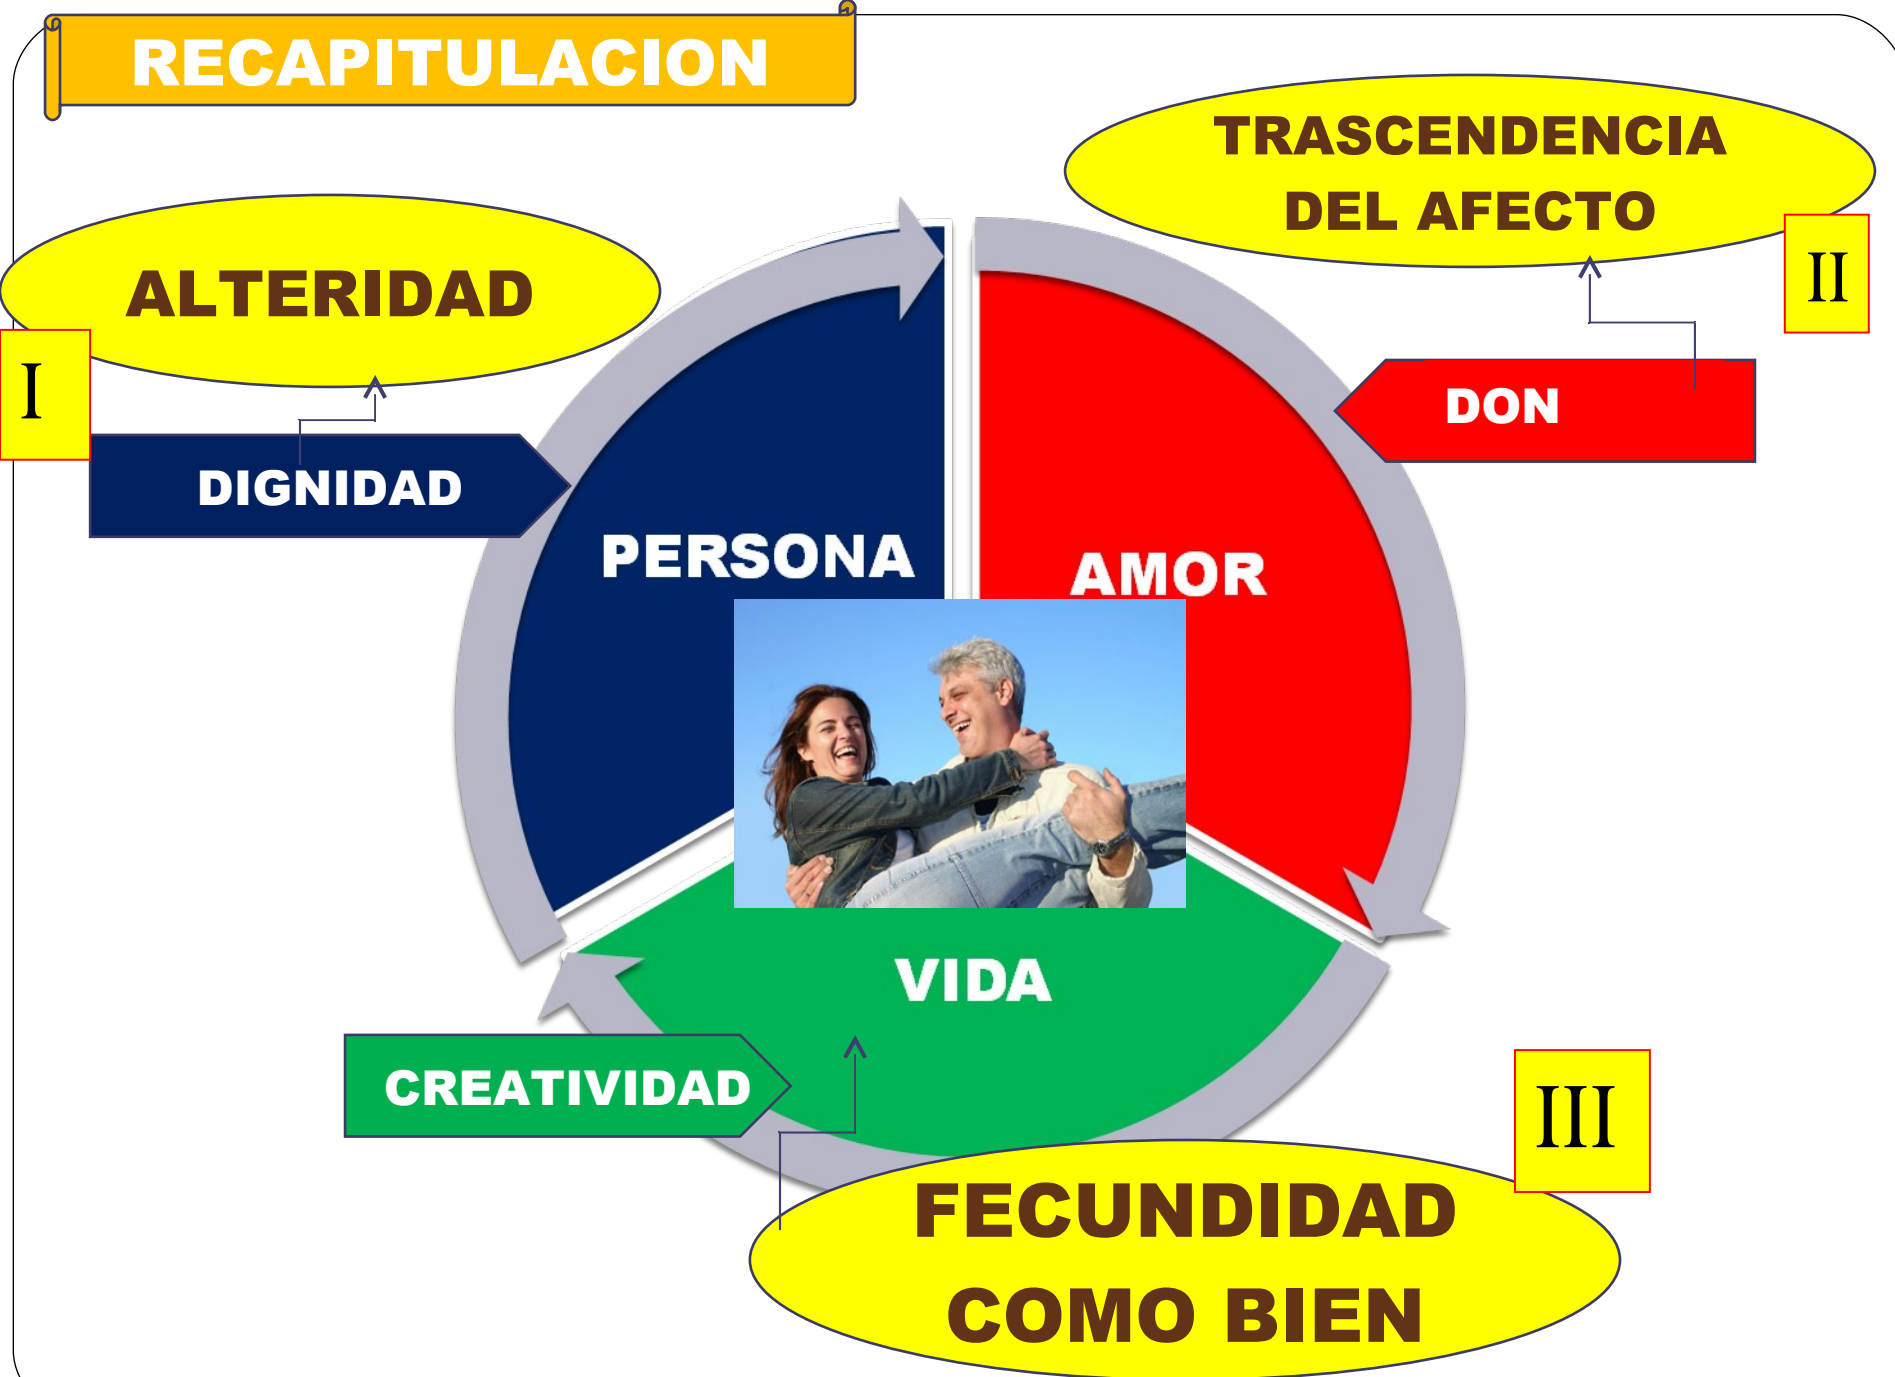 RECAPITULACION
TRASCENDENCIA
DEL AFECTO
II
ALTERIDAD
I
DON
DIGNIDAD
PERSONA
AMOR
VIDA
CREATIVIDAD
III
FECUNDIDAD
COMO BIEN